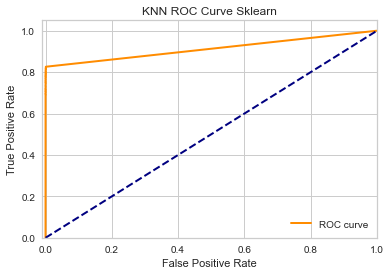 KNN ROC Curve Sklearn
True Positive Rate
1.0
0.8
0.6
0.4
0.2
0.0
ROC curve
0.0 0.2 0.4 0.6 0.8 1.0
False Positive Rate